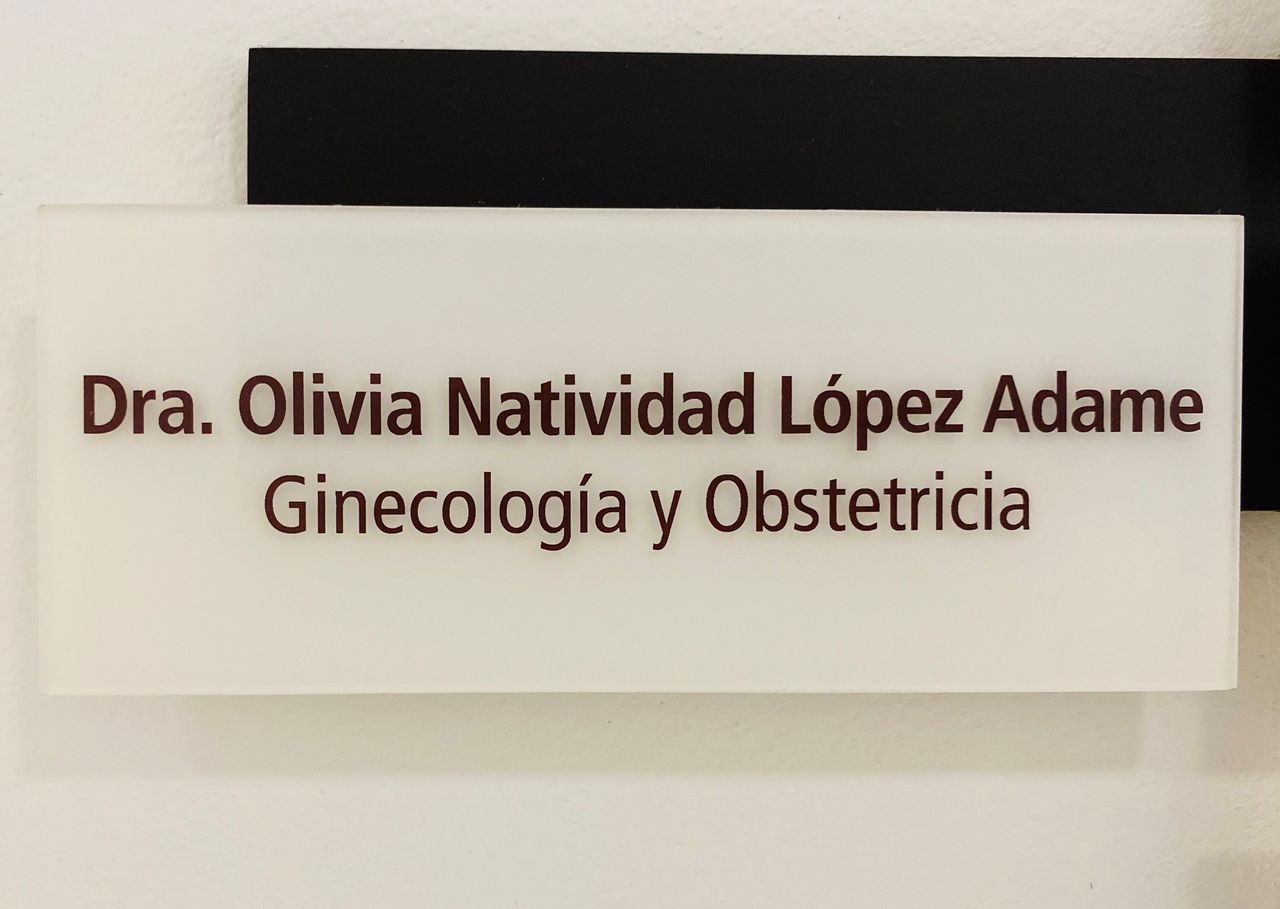 Dra. Olivia Natividad López Adame
Ginecología y Obstetricia